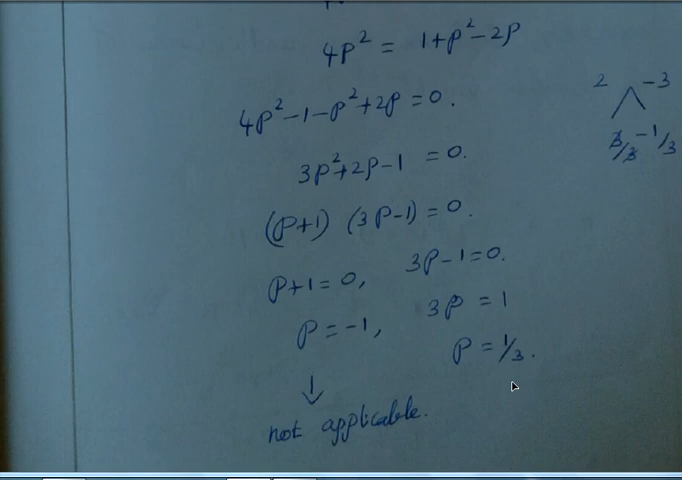 4P² = 1+P²-2P
4P²-1-P²+2P = 0.
2 -3
3/3 -1/3
3P²+2P-1 = 0.
(P+1) (3P-1) = 0.
P+1 = 0, 3P-1=0.
P = -1, 3P = 1
P = 1/3.
↓
not applicable.